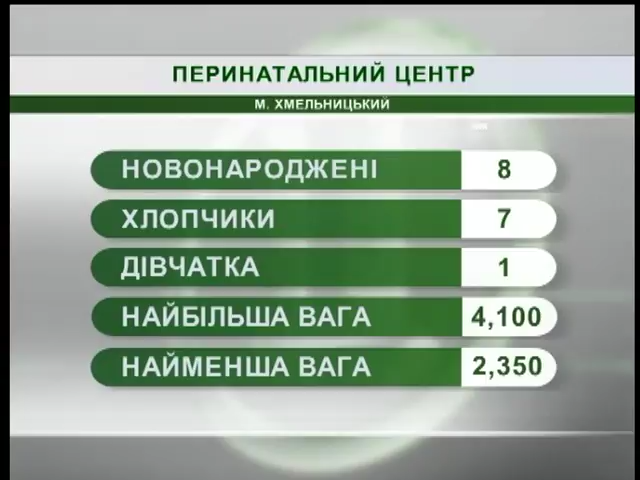 ПЕРИНАТАЛЬНИЙ ЦЕНТР
М. ХМЕЛЬНИЦЬКИЙ
НОВОНАРОДЖЕНІ 8
ХЛОПЧИКИ 7
ДІВЧАТКА 1
НАЙБІЛЬША ВАГА 4,100
НАЙМЕНША ВАГА 2,350